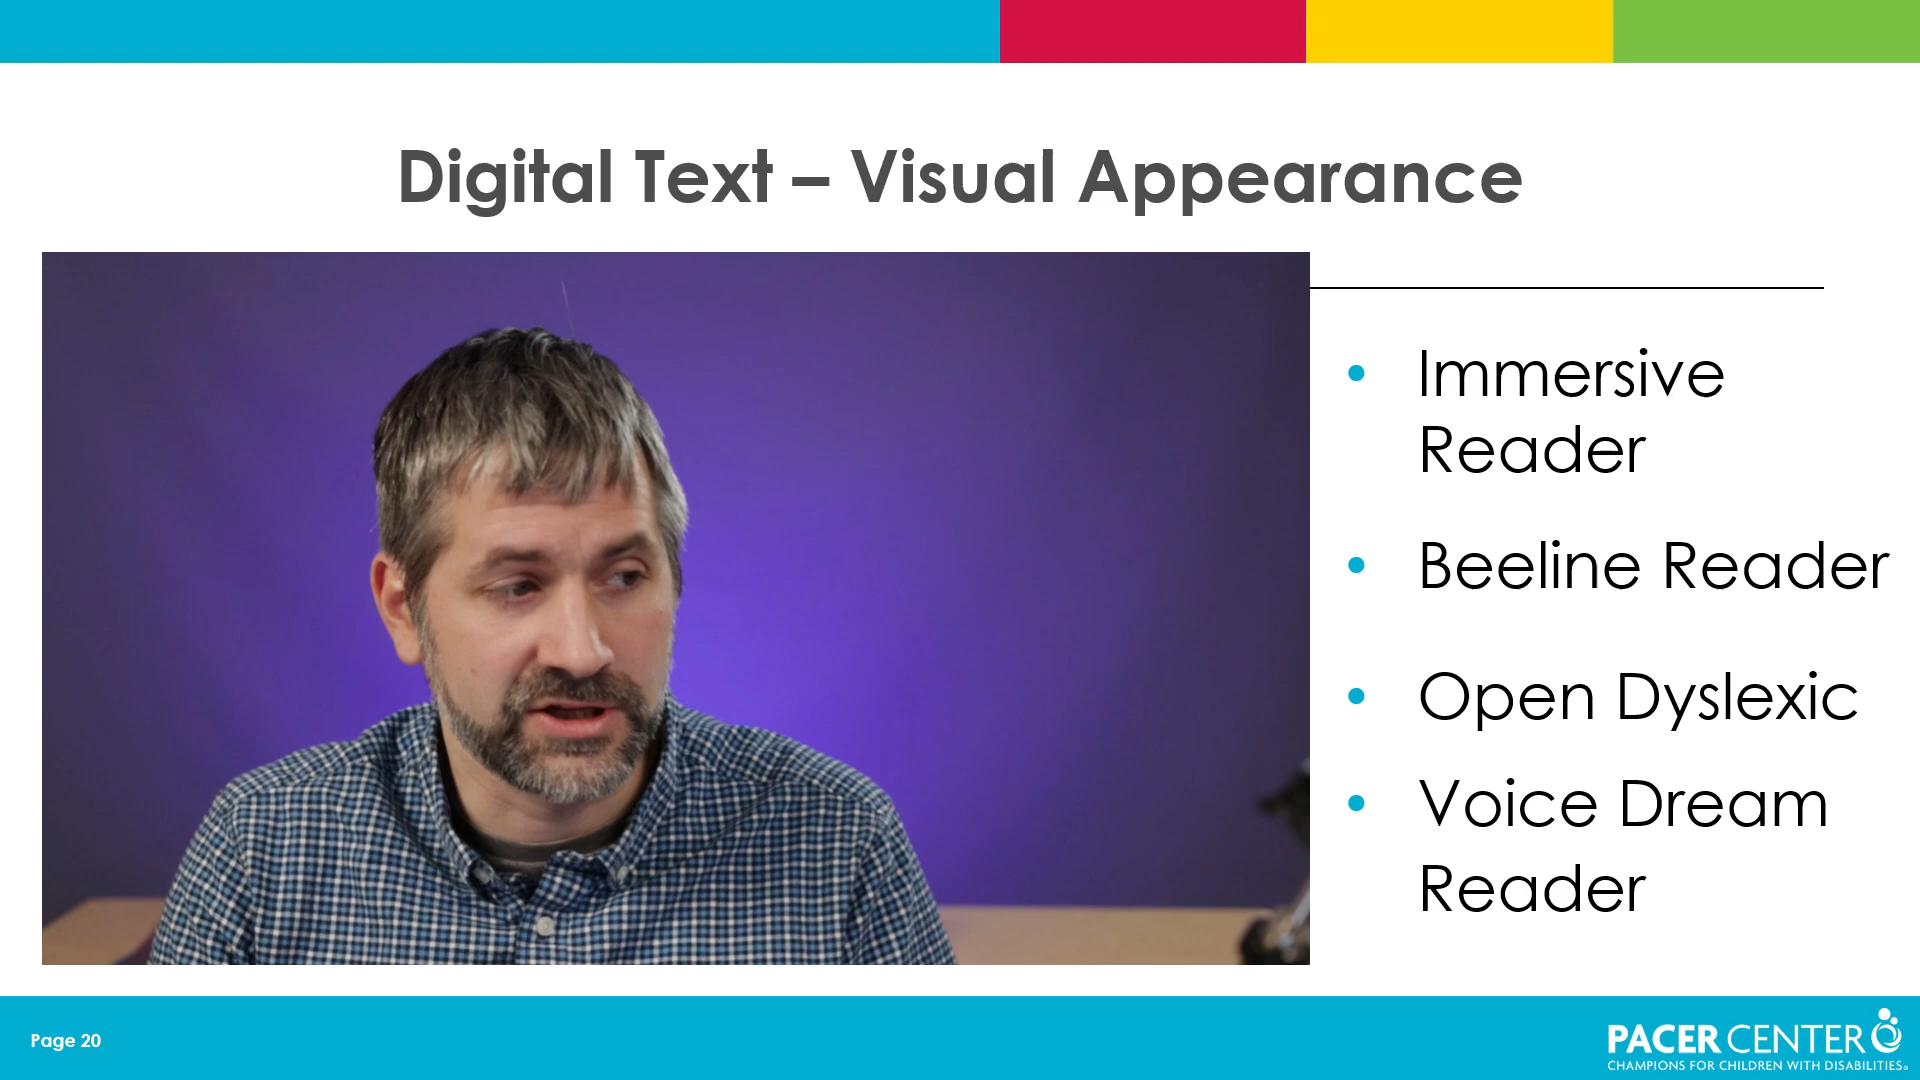 Digital Text – Visual Appearance
• Immersive
Reader
• Beeline Reader
• Open Dyslexic
• Voice Dream
Reader
Page 20
PACER CENTER
CHAMPIONS FOR CHILDREN WITH DISABILITIES®